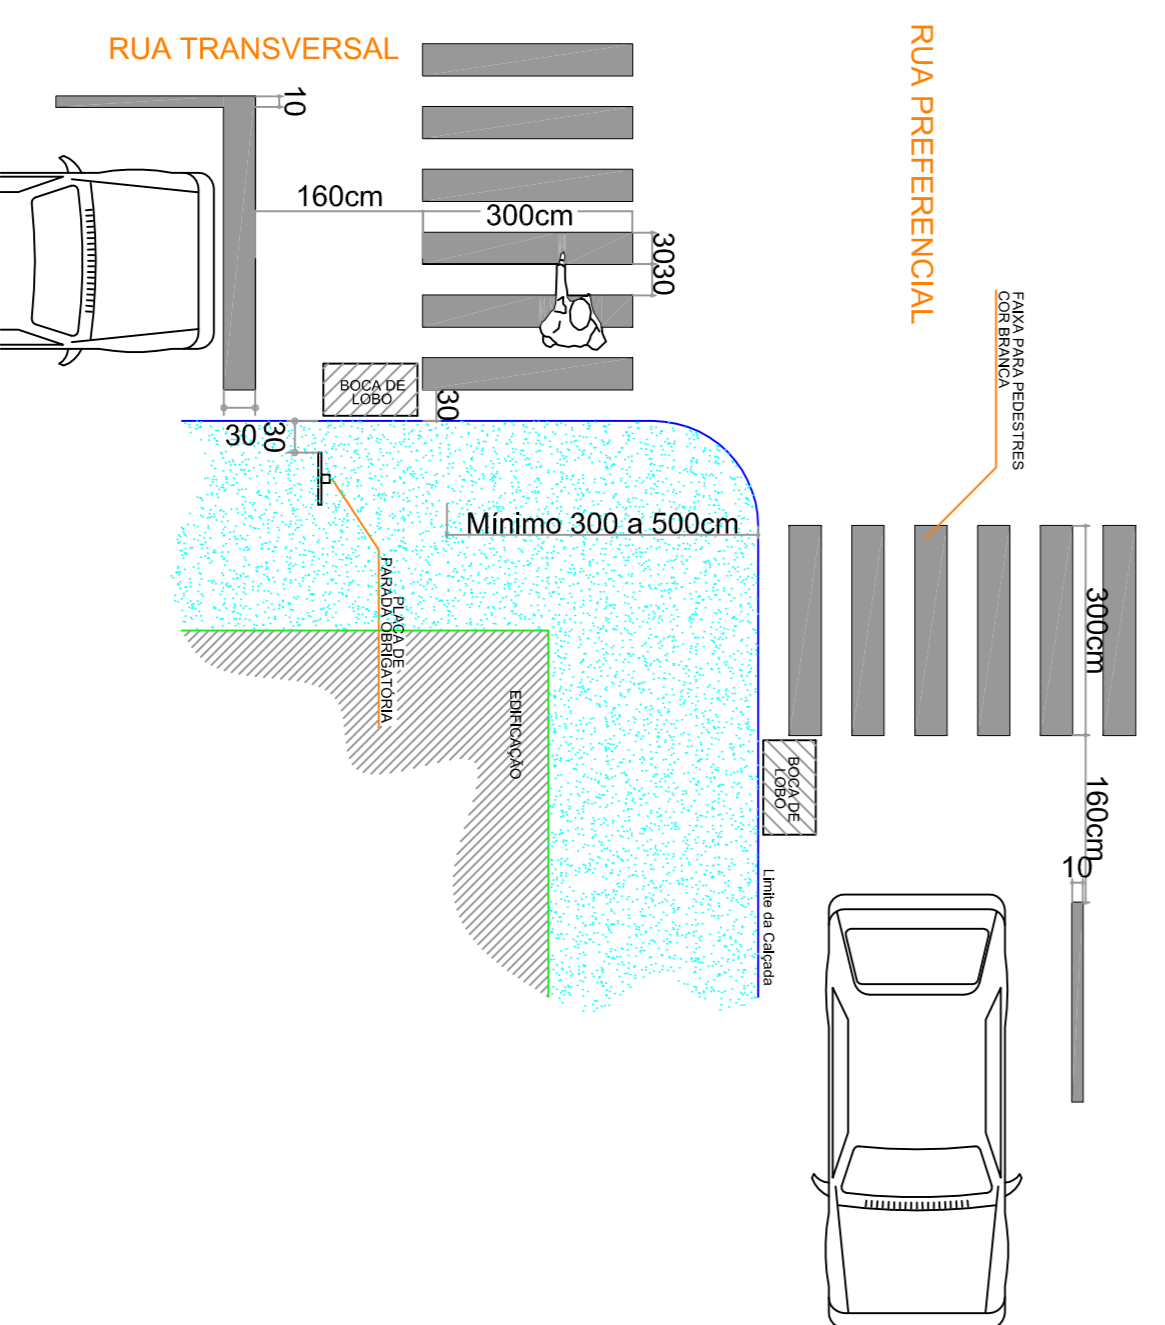 RUA TRANSVERSAL
10
160cm
300cm
30
30
RUA PREFERENCIAL
FAIXA PARA PEDESTRES
COR BRANCA
BOCA DE
LOBO
30
30
30
Mínimo 300 a 500cm
PLACA DE
PARADA OBRIGATÓRIA
EDIFICAÇÃO
300cm
BOCA DE
LOBO
160cm
10
Limite da Calçada